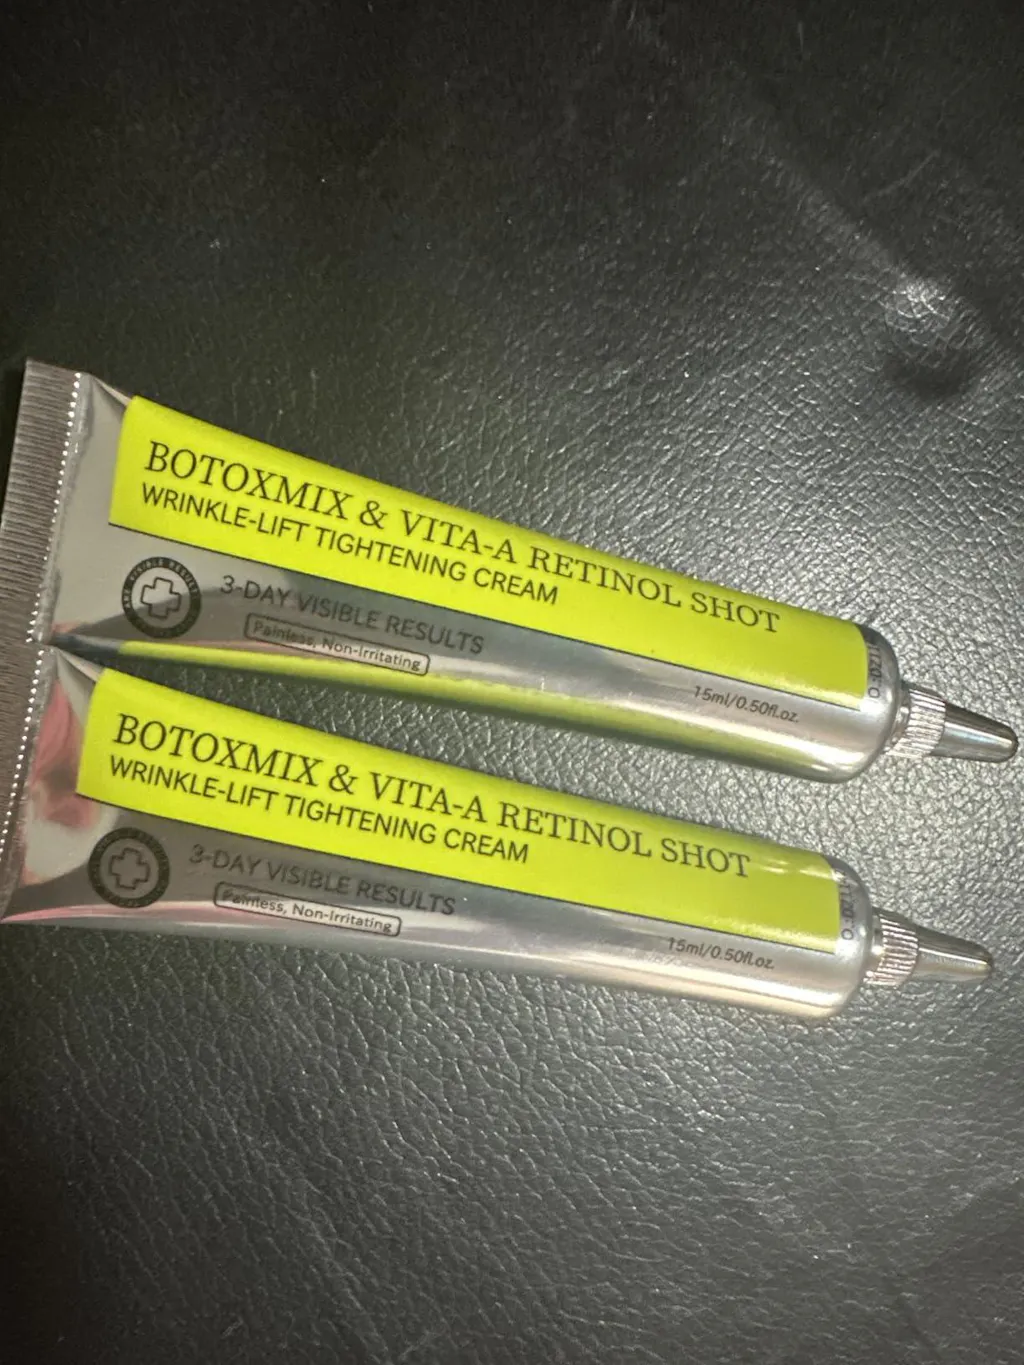 BOTOXMIX & VITA-A RETINOL SHOT
WRINKLE-LIFT TIGHTENING CREAM
3-DAY VISIBLE RESULTS
Painless, Non-Irritating
15ml/0.50fl.oz.
BOTOXMIX & VITA-A RETINOL SHOT
WRINKLE-LIFT TIGHTENING CREAM
3-DAY VISIBLE RESULTS
Painless, Non-Irritating
15ml/0.50fl.oz.